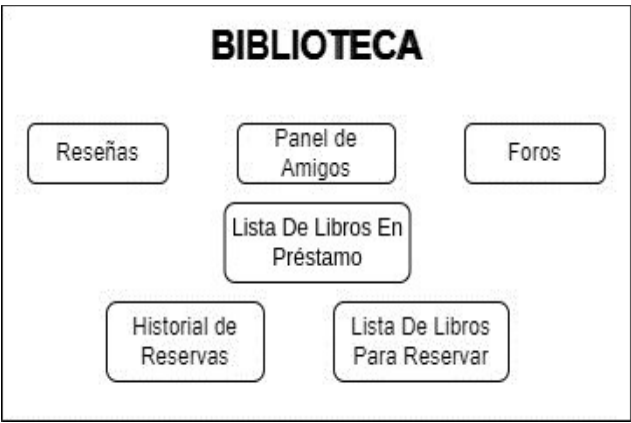 BIBLIOTECA
Reseñas
Panel de
Amigos
Foros
Lista De Libros En
Préstamo
Historial de
Reservas
Lista De Libros
Para Reservar